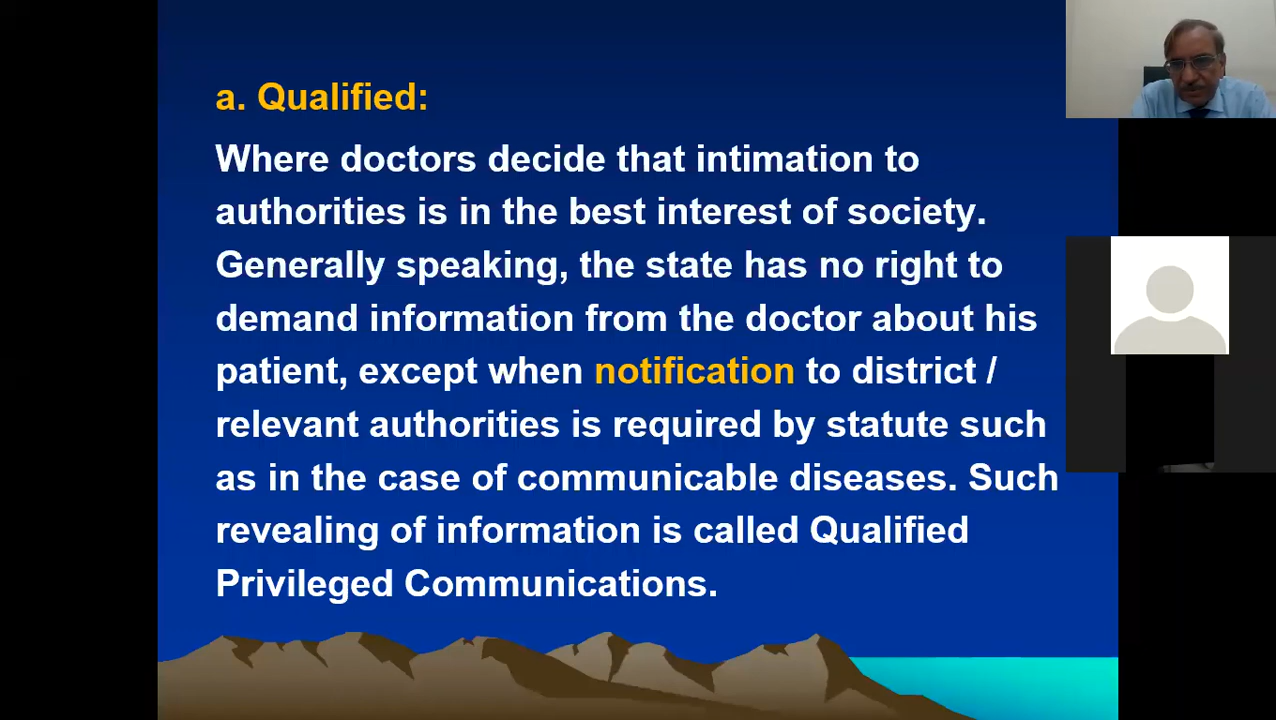 a. Qualified:
Where doctors decide that intimation to
authorities is in the best interest of society.
Generally speaking, the state has no right to
demand information from the doctor about his
patient, except when notification to district /
relevant authorities is required by statute such
as in the case of communicable diseases. Such
revealing of information is called Qualified
Privileged Communications.